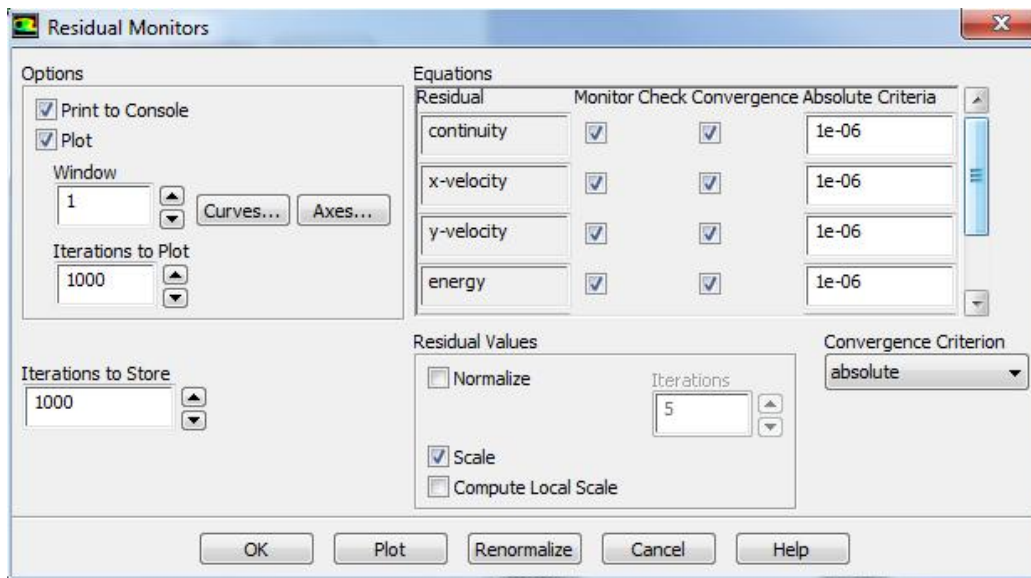 Residual Monitors
Options
Print to Console
Plot
Window
1
Curves... Axes...
Iterations to Plot
1000
Iterations to Store
1000
Equations
Residual Monitor Check Convergence Absolute Criteria
continuity 1e-06
x-velocity 1e-06
y-velocity 1e-06
energy 1e-06
Residual Values
Normalize
Iterations
5
Scale
Compute Local Scale
Convergence Criterion
absolute
OK Plot Renormalize Cancel Help